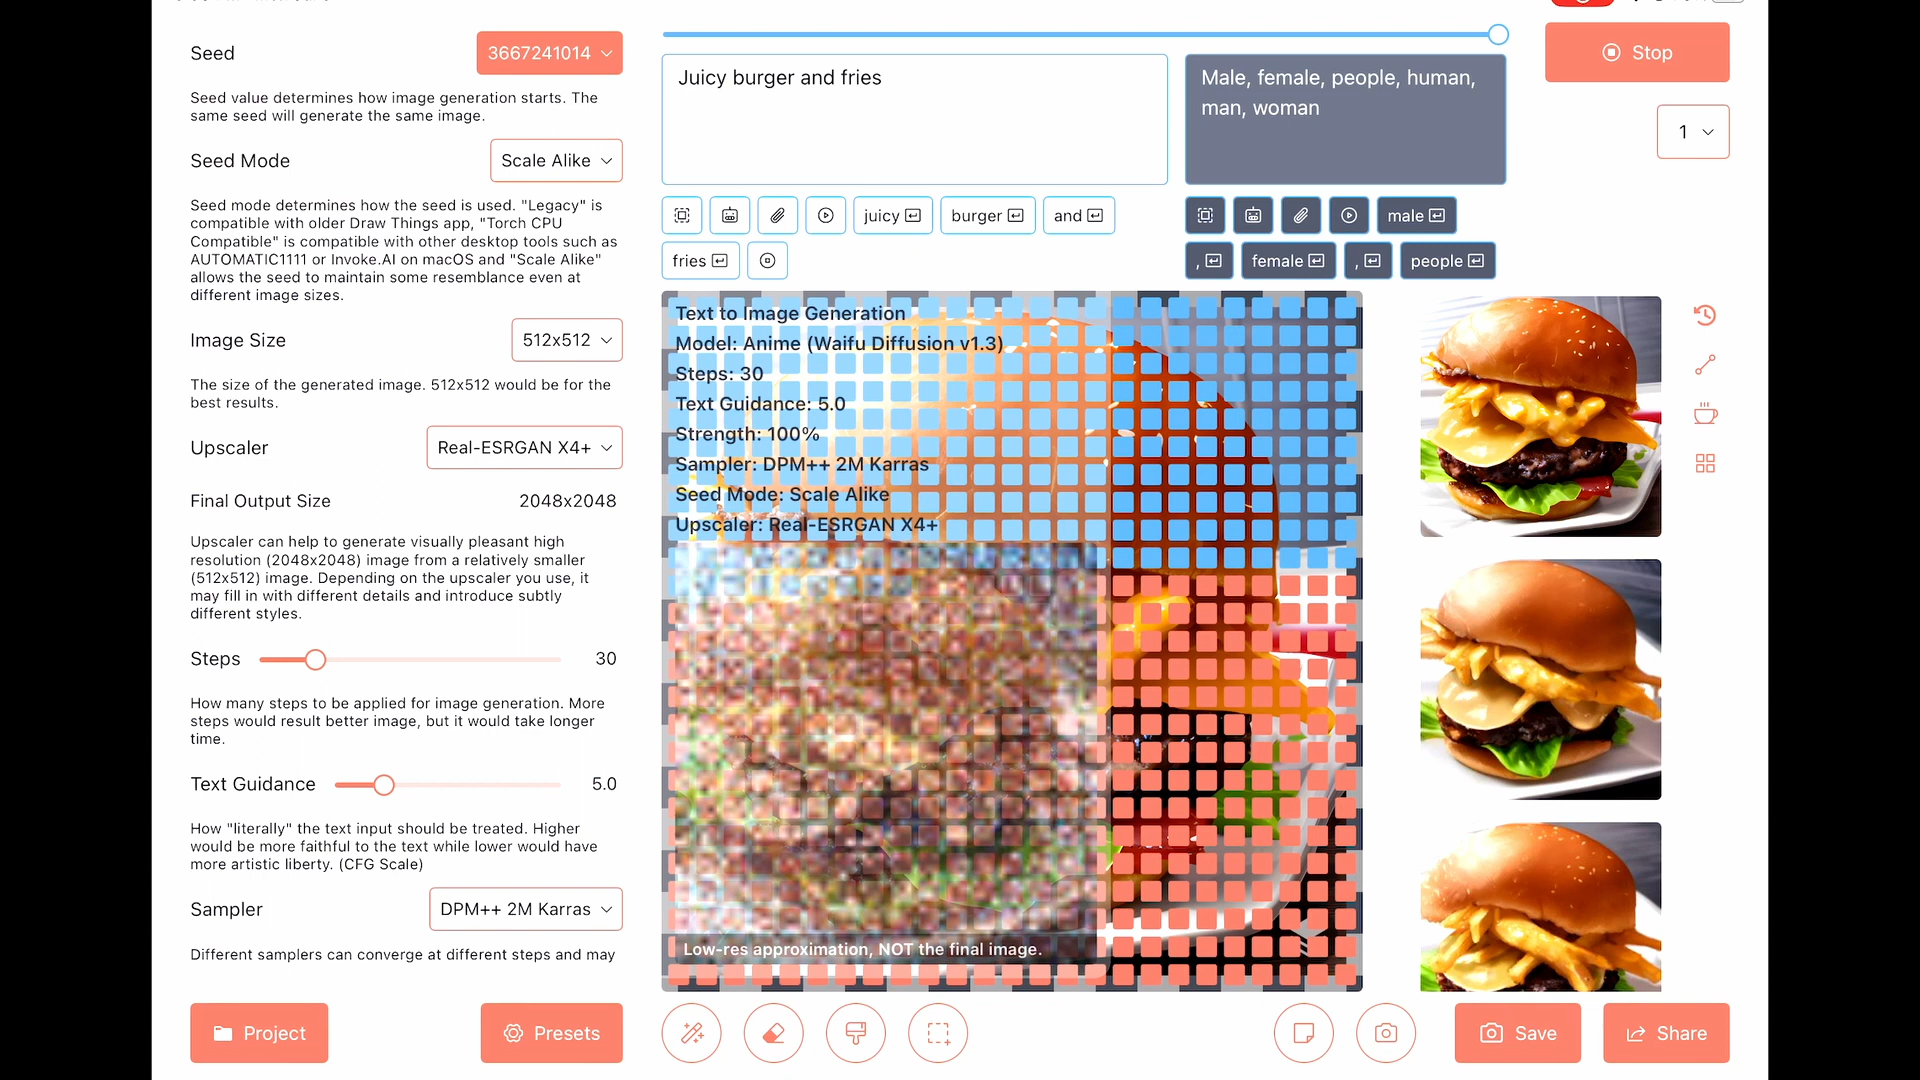 Seed
3667241014
Seed value determines how image generation starts. The
same seed will generate the same image.
Seed Mode
Scale Alike
Seed mode determines how the seed is used. "Legacy" is
compatible with older Draw Things app, "Torch CPU
Compatible" is compatible with other desktop tools such as
AUTOMATIC1111 or Invoke.AI on macOS and "Scale Alike"
allows the seed to maintain some resemblance even at
different image sizes.
Image Size
512x512
The size of the generated image. 512x512 would be for the
best results.
Upscaler
Real-ESRGAN X4+
Final Output Size
2048x2048
Upscaler can help to generate visually pleasant high
resolution (2048x2048) image from a relatively smaller
(512x512) image. Depending on the upscaler you use, it
may fill in with different details and introduce subtly
different styles.
Steps
30
How many steps to be applied for image generation. More
steps would result better image, but it would take longer
time.
Text Guidance
5.0
How "literally" the text input should be treated. Higher
would be more faithful to the text while lower would have
more artistic liberty. (CFG Scale)
Sampler
DPM++ 2M Karras
Different samplers can converge at different steps and may
Project
Presets
Juicy burger and fries
Male, female, people, human,
man, woman
Stop
1
juicy
burger
and
fries
male
,
female
,
people
Text to Image Generation
Model: Anime (Waifu Diffusion v1.3)
Steps: 30
Text Guidance: 5.0
Strength: 100%
Sampler: DPM++ 2M Karras
Seed Mode: Scale Alike
Upscaler: Real-ESRGAN X4+
Low-res approximation, NOT the final image.
Save
Share